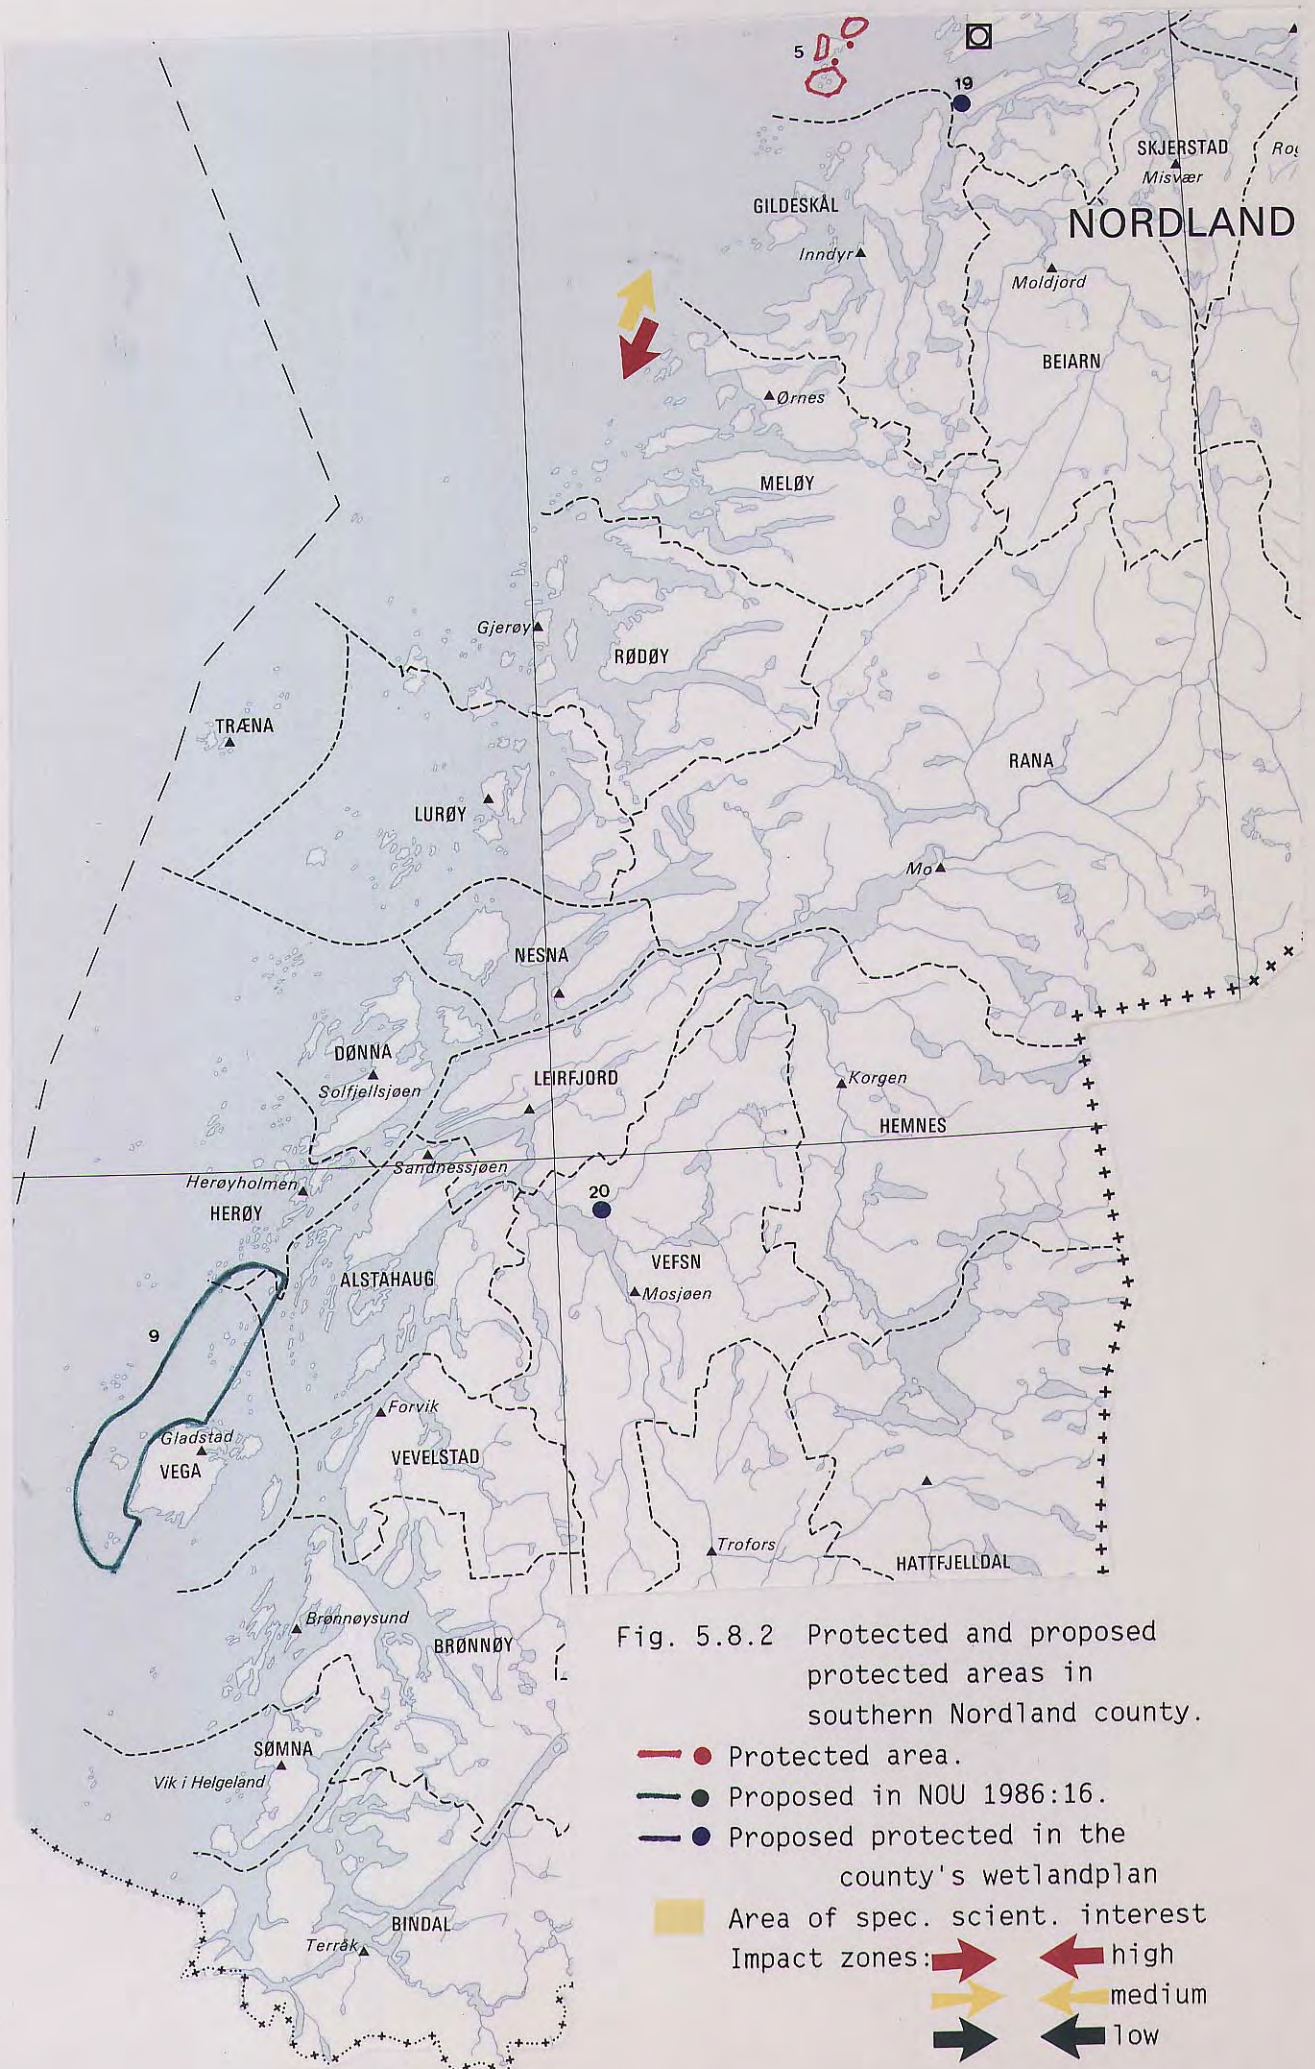 5
19
SKJERSTAD
Misvær
GILDESKÅL
NORDLAND
Inndyr
Moldjord
BEIARN
Ørnes
MELØY
Gjerøy
RØDØY
TRÆNA
RANA
LURØY
Mo
NESNA
DØNNA
Solfjellsjøen
LEIRFJORD
Korgen
HEMNES
Sandnessjøen
Herøyholmen
20
HERØY
VEFSN
ALSTAHAUG
Mosjøen
9
Forvik
Gladstad
VEGA
VEVELSTAD
Trofors
HATTFJELLDAL
Brønnøysund
BRØNNØY
SØMNA
Vik i Helgeland
BINDAL
Terråk
Fig. 5.8.2 Protected and proposed
protected areas in
southern Nordland county.
Protected area.
Proposed in NOU 1986:16.
Proposed protected in the
county's wetlandplan
Area of spec. scient. interest
Impact zones: high
medium
low